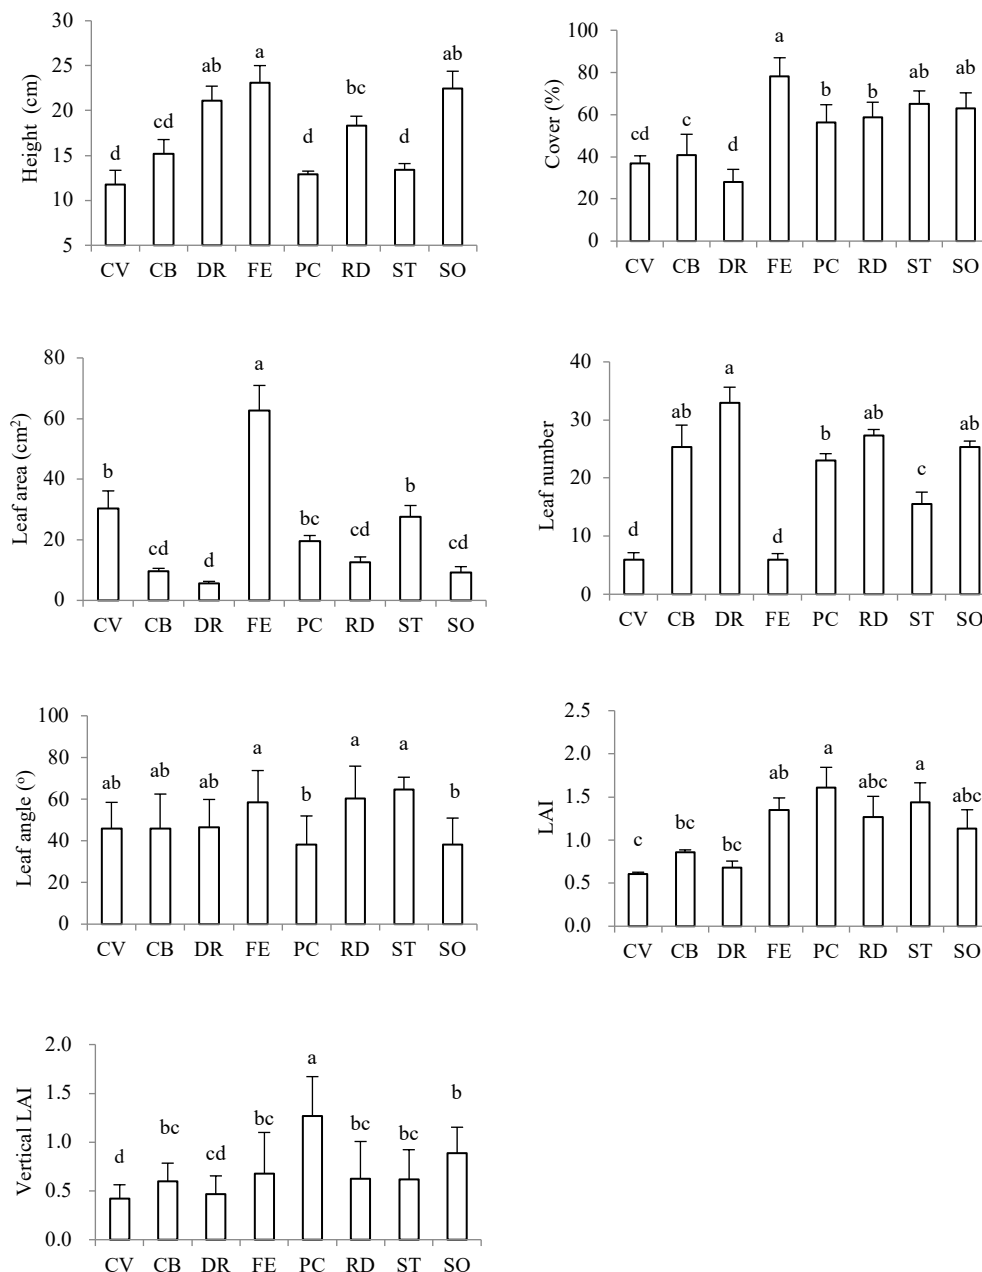 Height (cm)
30
25
20
15
10
5
d
cd
ab
a
d
bc
d
ab
CV CB DR FE PC RD ST SO
Cover (%)
100
80
60
40
20
0
cd
c
d
a
b
b
ab
ab
CV CB DR FE PC RD ST SO
Leaf area (cm²)
80
60
40
20
0
b
cd
d
a
bc
cd
b
cd
CV CB DR FE PC RD ST SO
Leaf number
40
30
20
10
0
d
ab
a
d
b
ab
c
ab
CV CB DR FE PC RD ST SO
Leaf angle (º)
100
80
60
40
20
0
ab
ab
ab
a
b
a
a
b
CV CB DR FE PC RD ST SO
LAI
2.5
2.0
1.5
1.0
0.5
0.0
c
bc
bc
ab
a
abc
a
abc
CV CB DR FE PC RD ST SO
Vertical LAI
2.0
1.5
1.0
0.5
0.0
d
bc
cd
bc
a
bc
bc
b
CV CB DR FE PC RD ST SO